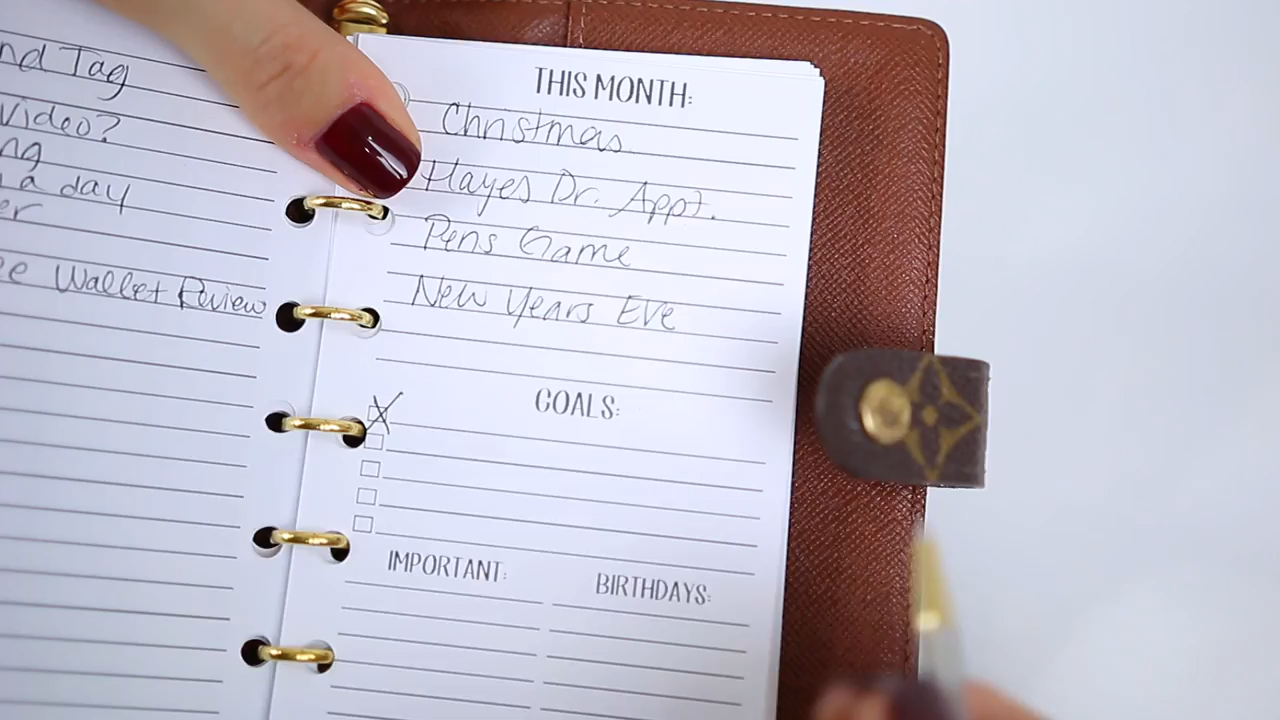 nd Tag
Video?
ng
a day
er
ee Wallet Review
THIS MONTH:
Christmas
Hayes Dr. Appt.
Pens Game
New Years Eve
GOALS:
IMPORTANT:
BIRTHDAYS: